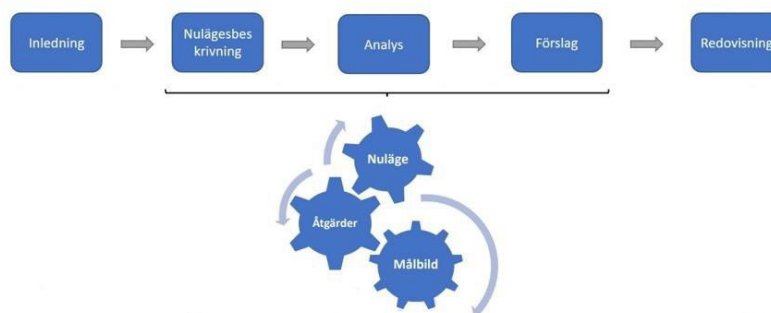 Inledning
Nulägesbes
krivning
Analys
Förslag
Redovisning
Nuläge
Åtgärder
Målbild